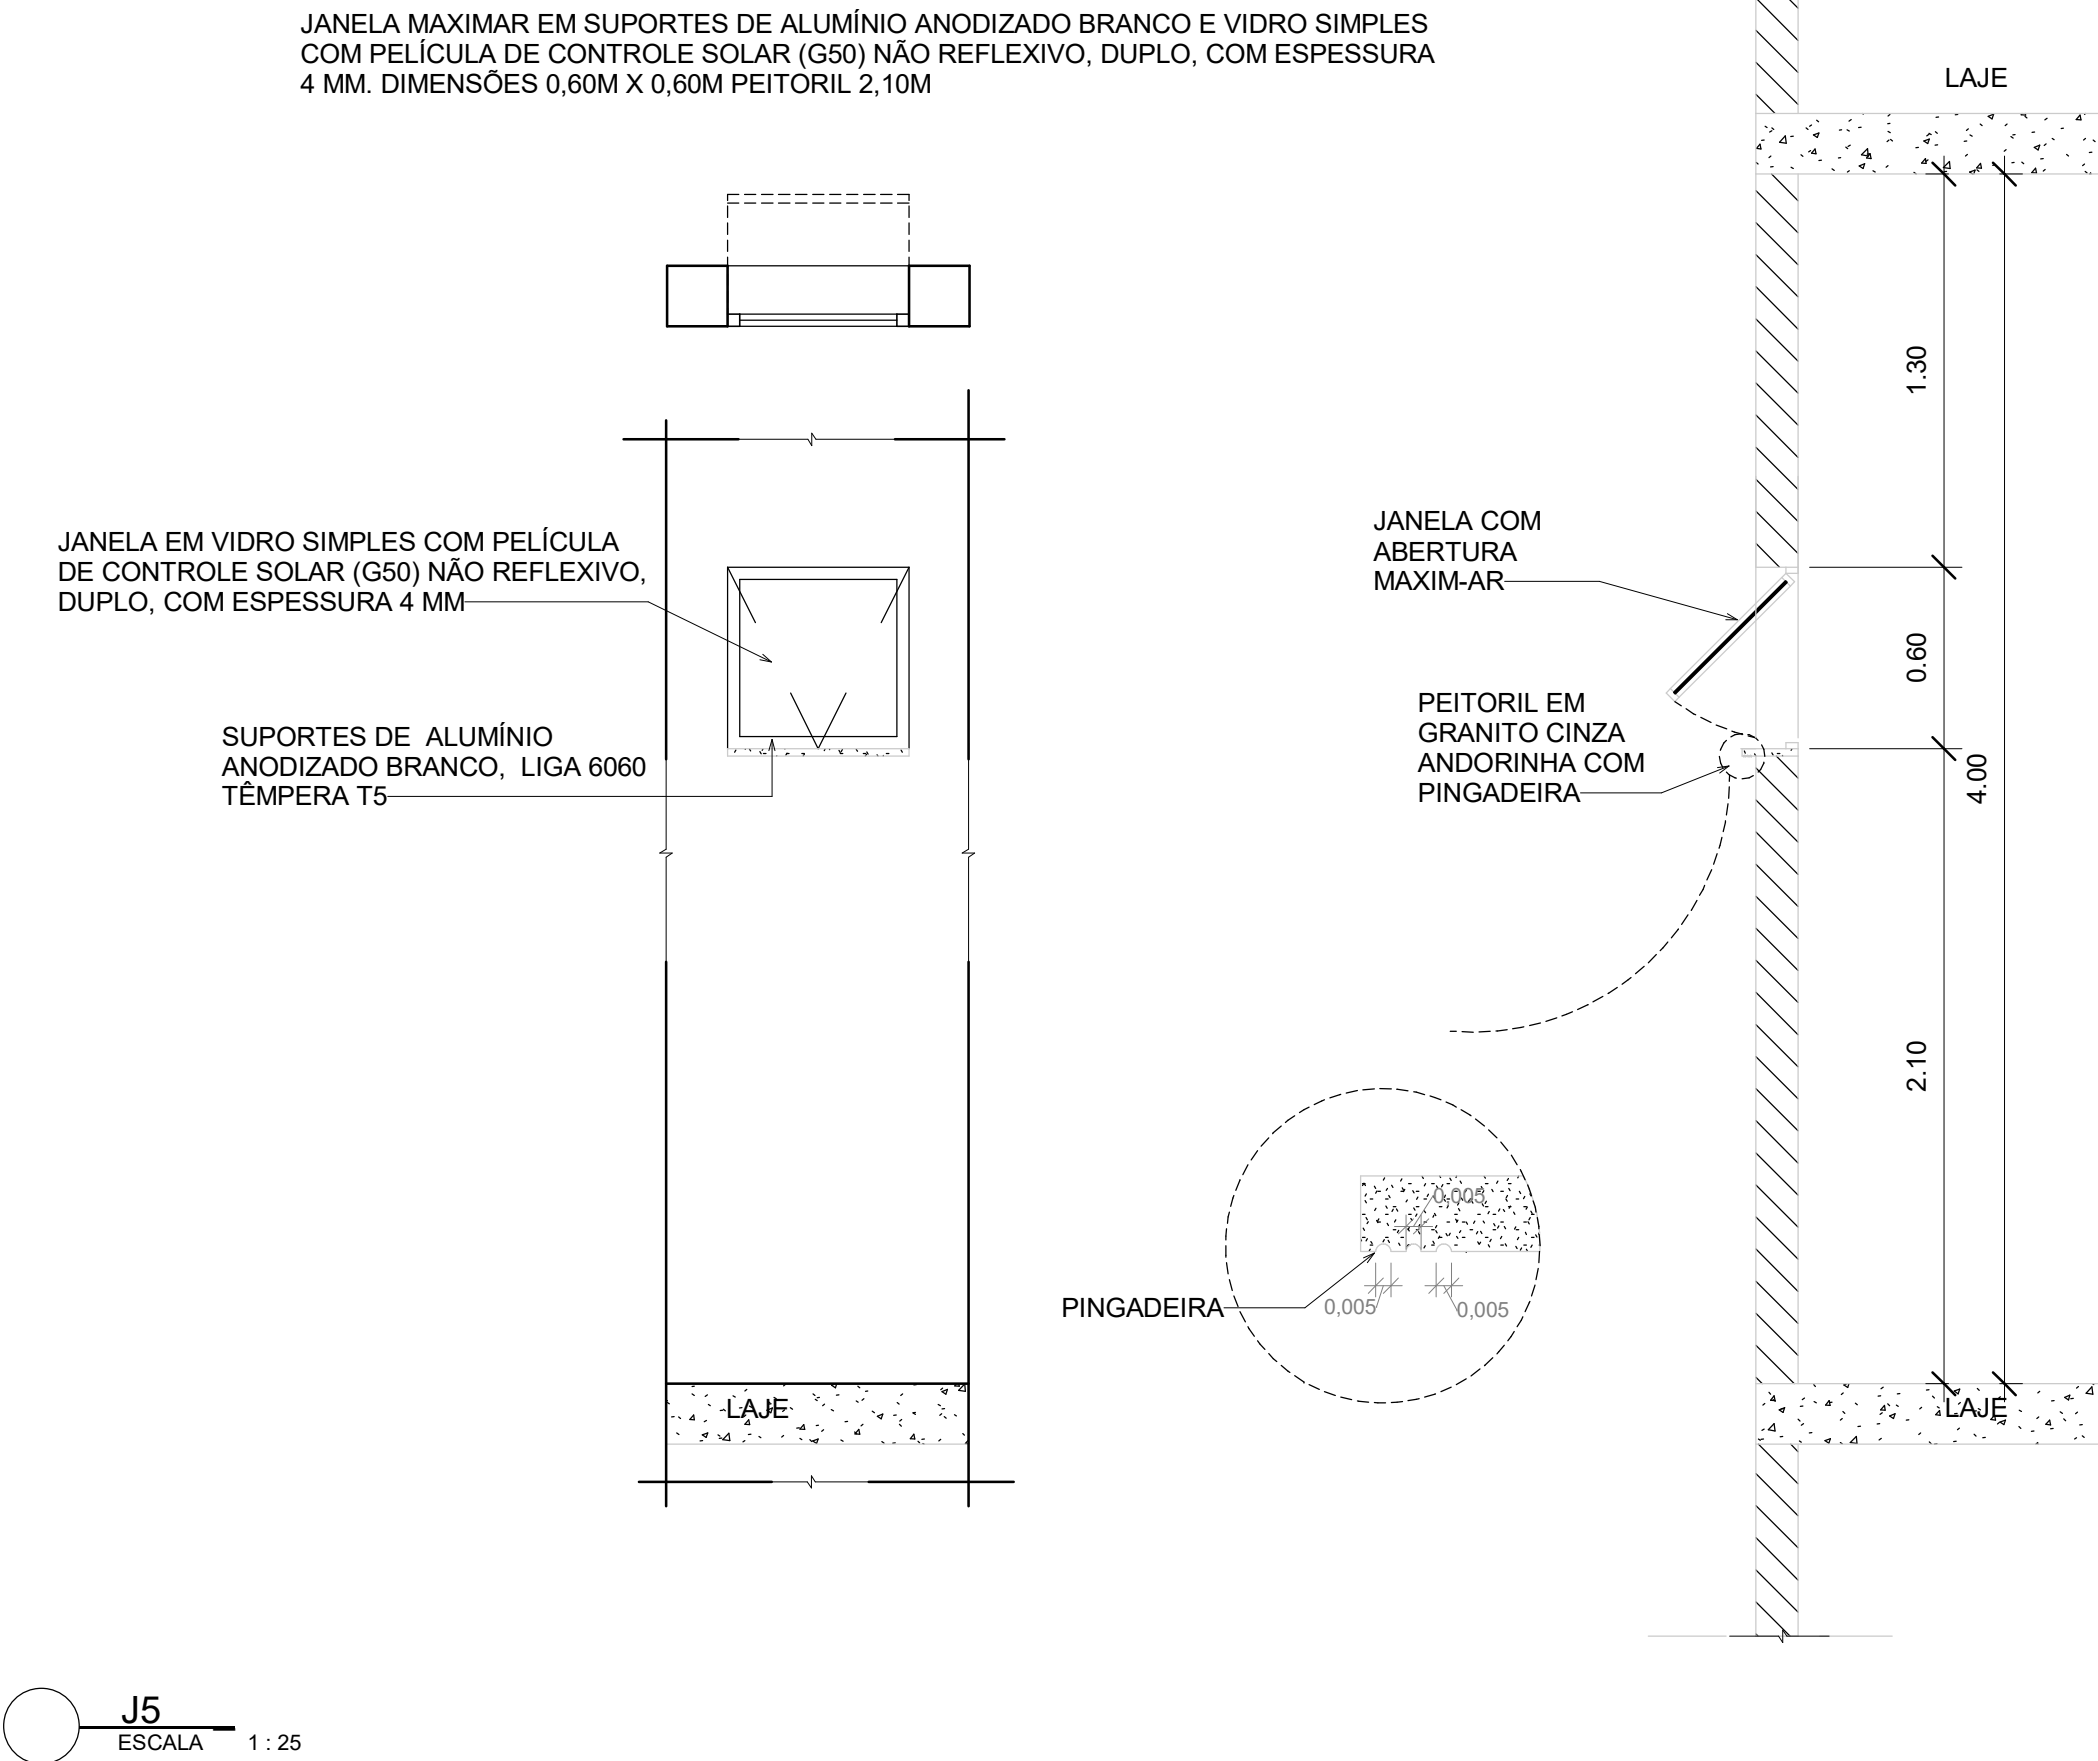 JANELA MAXIMAR EM SUPORTES DE ALUMÍNIO ANODIZADO BRANCO E VIDRO SIMPLES
COM PELÍCULA DE CONTROLE SOLAR (G50) NÃO REFLEXIVO, DUPLO, COM ESPESSURA
4 MM. DIMENSÕES 0,60M X 0,60M PEITORIL 2,10M
LAJE
1.30
JANELA EM VIDRO SIMPLES COM PELÍCULA
DE CONTROLE SOLAR (G50) NÃO REFLEXIVO,
DUPLO, COM ESPESSURA 4 MM
JANELA COM
ABERTURA
MAXIM-AR
0.60
SUPORTES DE  ALUMÍNIO
ANODIZADO BRANCO,  LIGA 6060
TÊMPERA T5
PEITORIL EM
GRANITO CINZA
ANDORINHA COM
PINGADEIRA
4.00
2.10
0,005
PINGADEIRA
0,005
0,005
LAJE
LAJE
J5
ESCALA
1 : 25